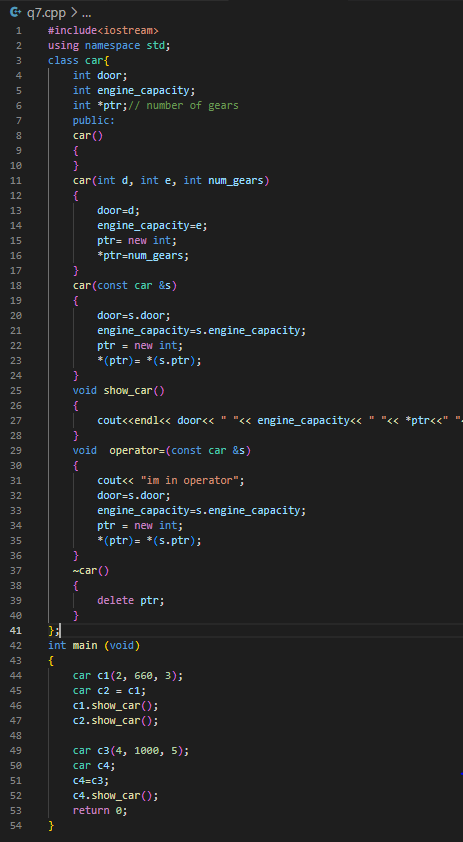 q7.cpp > ...
1 #include<iostream>
2 using namespace std;
3 class car{
4 int door;
5 int engine_capacity;
6 int *ptr;// number of gears
7 public:
8 car()
9 {
10 }
11 car(int d, int e, int num_gears)
12 {
13 door=d;
14 engine_capacity=e;
15 ptr= new int;
16 *ptr=num_gears;
17 }
18 car(const car &s)
19 {
20 door=s.door;
21 engine_capacity=s.engine_capacity;
22 ptr = new int;
23 *(ptr)= *(s.ptr);
24 }
25 void show_car()
26 {
27 cout<<endl<< door<< " "<< engine_capacity<< " "<< *ptr<<" "
28 }
29 void operator=(const car &s)
30 {
31 cout<< "im in operator";
32 door=s.door;
33 engine_capacity=s.engine_capacity;
34 ptr = new int;
35 *(ptr)= *(s.ptr);
36 }
37 ~car()
38 {
39 delete ptr;
40 }
41 };
42 int main (void)
43 {
44 car c1(2, 660, 3);
45 car c2 = c1;
46 c1.show_car();
47 c2.show_car();
48
49 car c3(4, 1000, 5);
50 car c4;
51 c4=c3;
52 c4.show_car();
53 return 0;
54 }